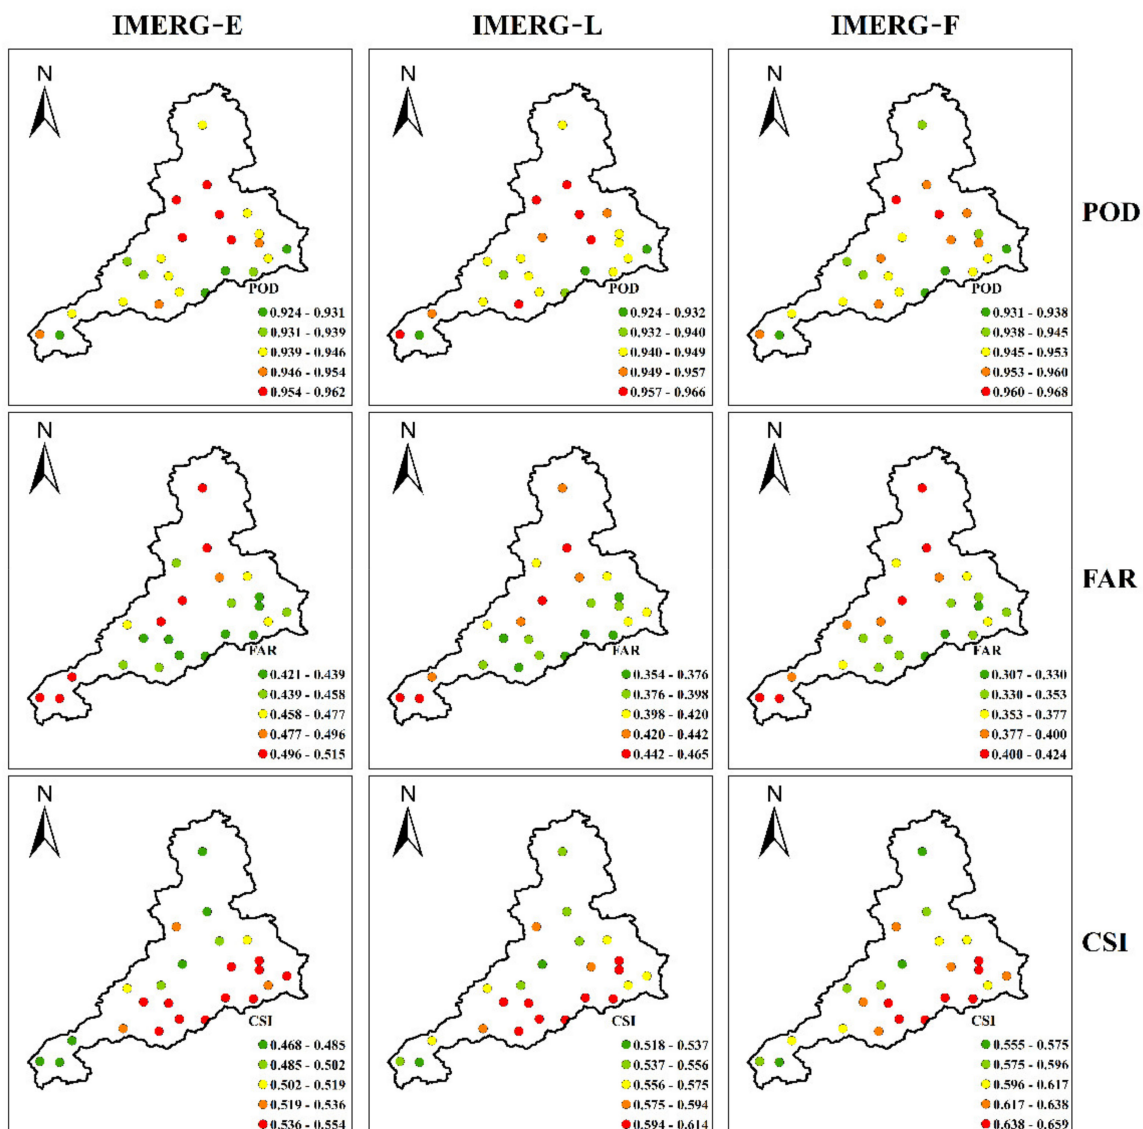 IMERG-E IMERG-L IMERG-F
N N N
POD
POD POD POD
0.924 - 0.931 0.924 - 0.932 0.931 - 0.938
0.931 - 0.939 0.932 - 0.940 0.938 - 0.945
0.939 - 0.946 0.940 - 0.949 0.945 - 0.953
0.946 - 0.954 0.949 - 0.957 0.953 - 0.960
0.954 - 0.962 0.957 - 0.966 0.960 - 0.968
N N N
FAR
FAR FAR FAR
0.421 - 0.439 0.354 - 0.376 0.307 - 0.330
0.439 - 0.458 0.376 - 0.398 0.330 - 0.353
0.458 - 0.477 0.398 - 0.420 0.353 - 0.377
0.477 - 0.496 0.420 - 0.442 0.377 - 0.400
0.496 - 0.515 0.442 - 0.465 0.400 - 0.424
N N N
CSI
CSI CSI CSI
0.468 - 0.485 0.518 - 0.537 0.555 - 0.575
0.485 - 0.502 0.537 - 0.556 0.575 - 0.596
0.502 - 0.519 0.556 - 0.575 0.596 - 0.617
0.519 - 0.536 0.575 - 0.594 0.617 - 0.638
0.536 - 0.554 0.594 - 0.614 0.638 - 0.659